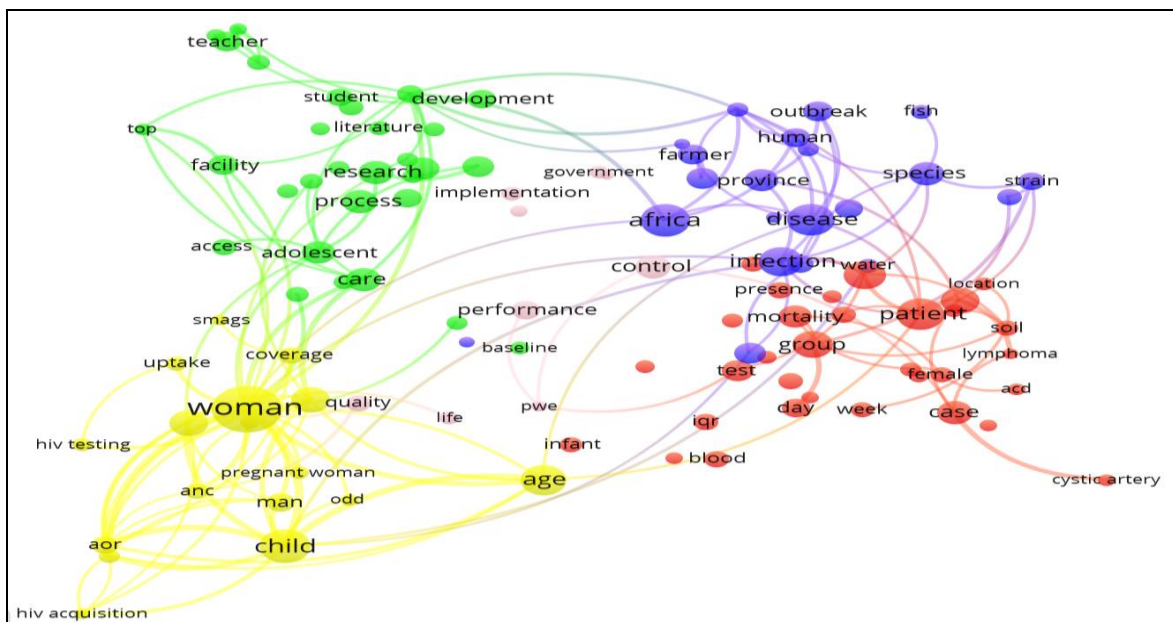 teacher
student
development
outbreak
fish
top
literature
human
facility
research
government
farmer
province
species
strain
implementation
process
africa
disease
access
adolescent
care
control
infection
water
presence
location
smags
performance
mortality
patient
soil
uptake
coverage
baseline
group
lymphoma
test
female
acd
woman
quality
life
pwe
day
week
case
hiv testing
infant
iqr
pregnant woman
blood
anc
man
odd
age
cystic artery
aor
child
hiv acquisition